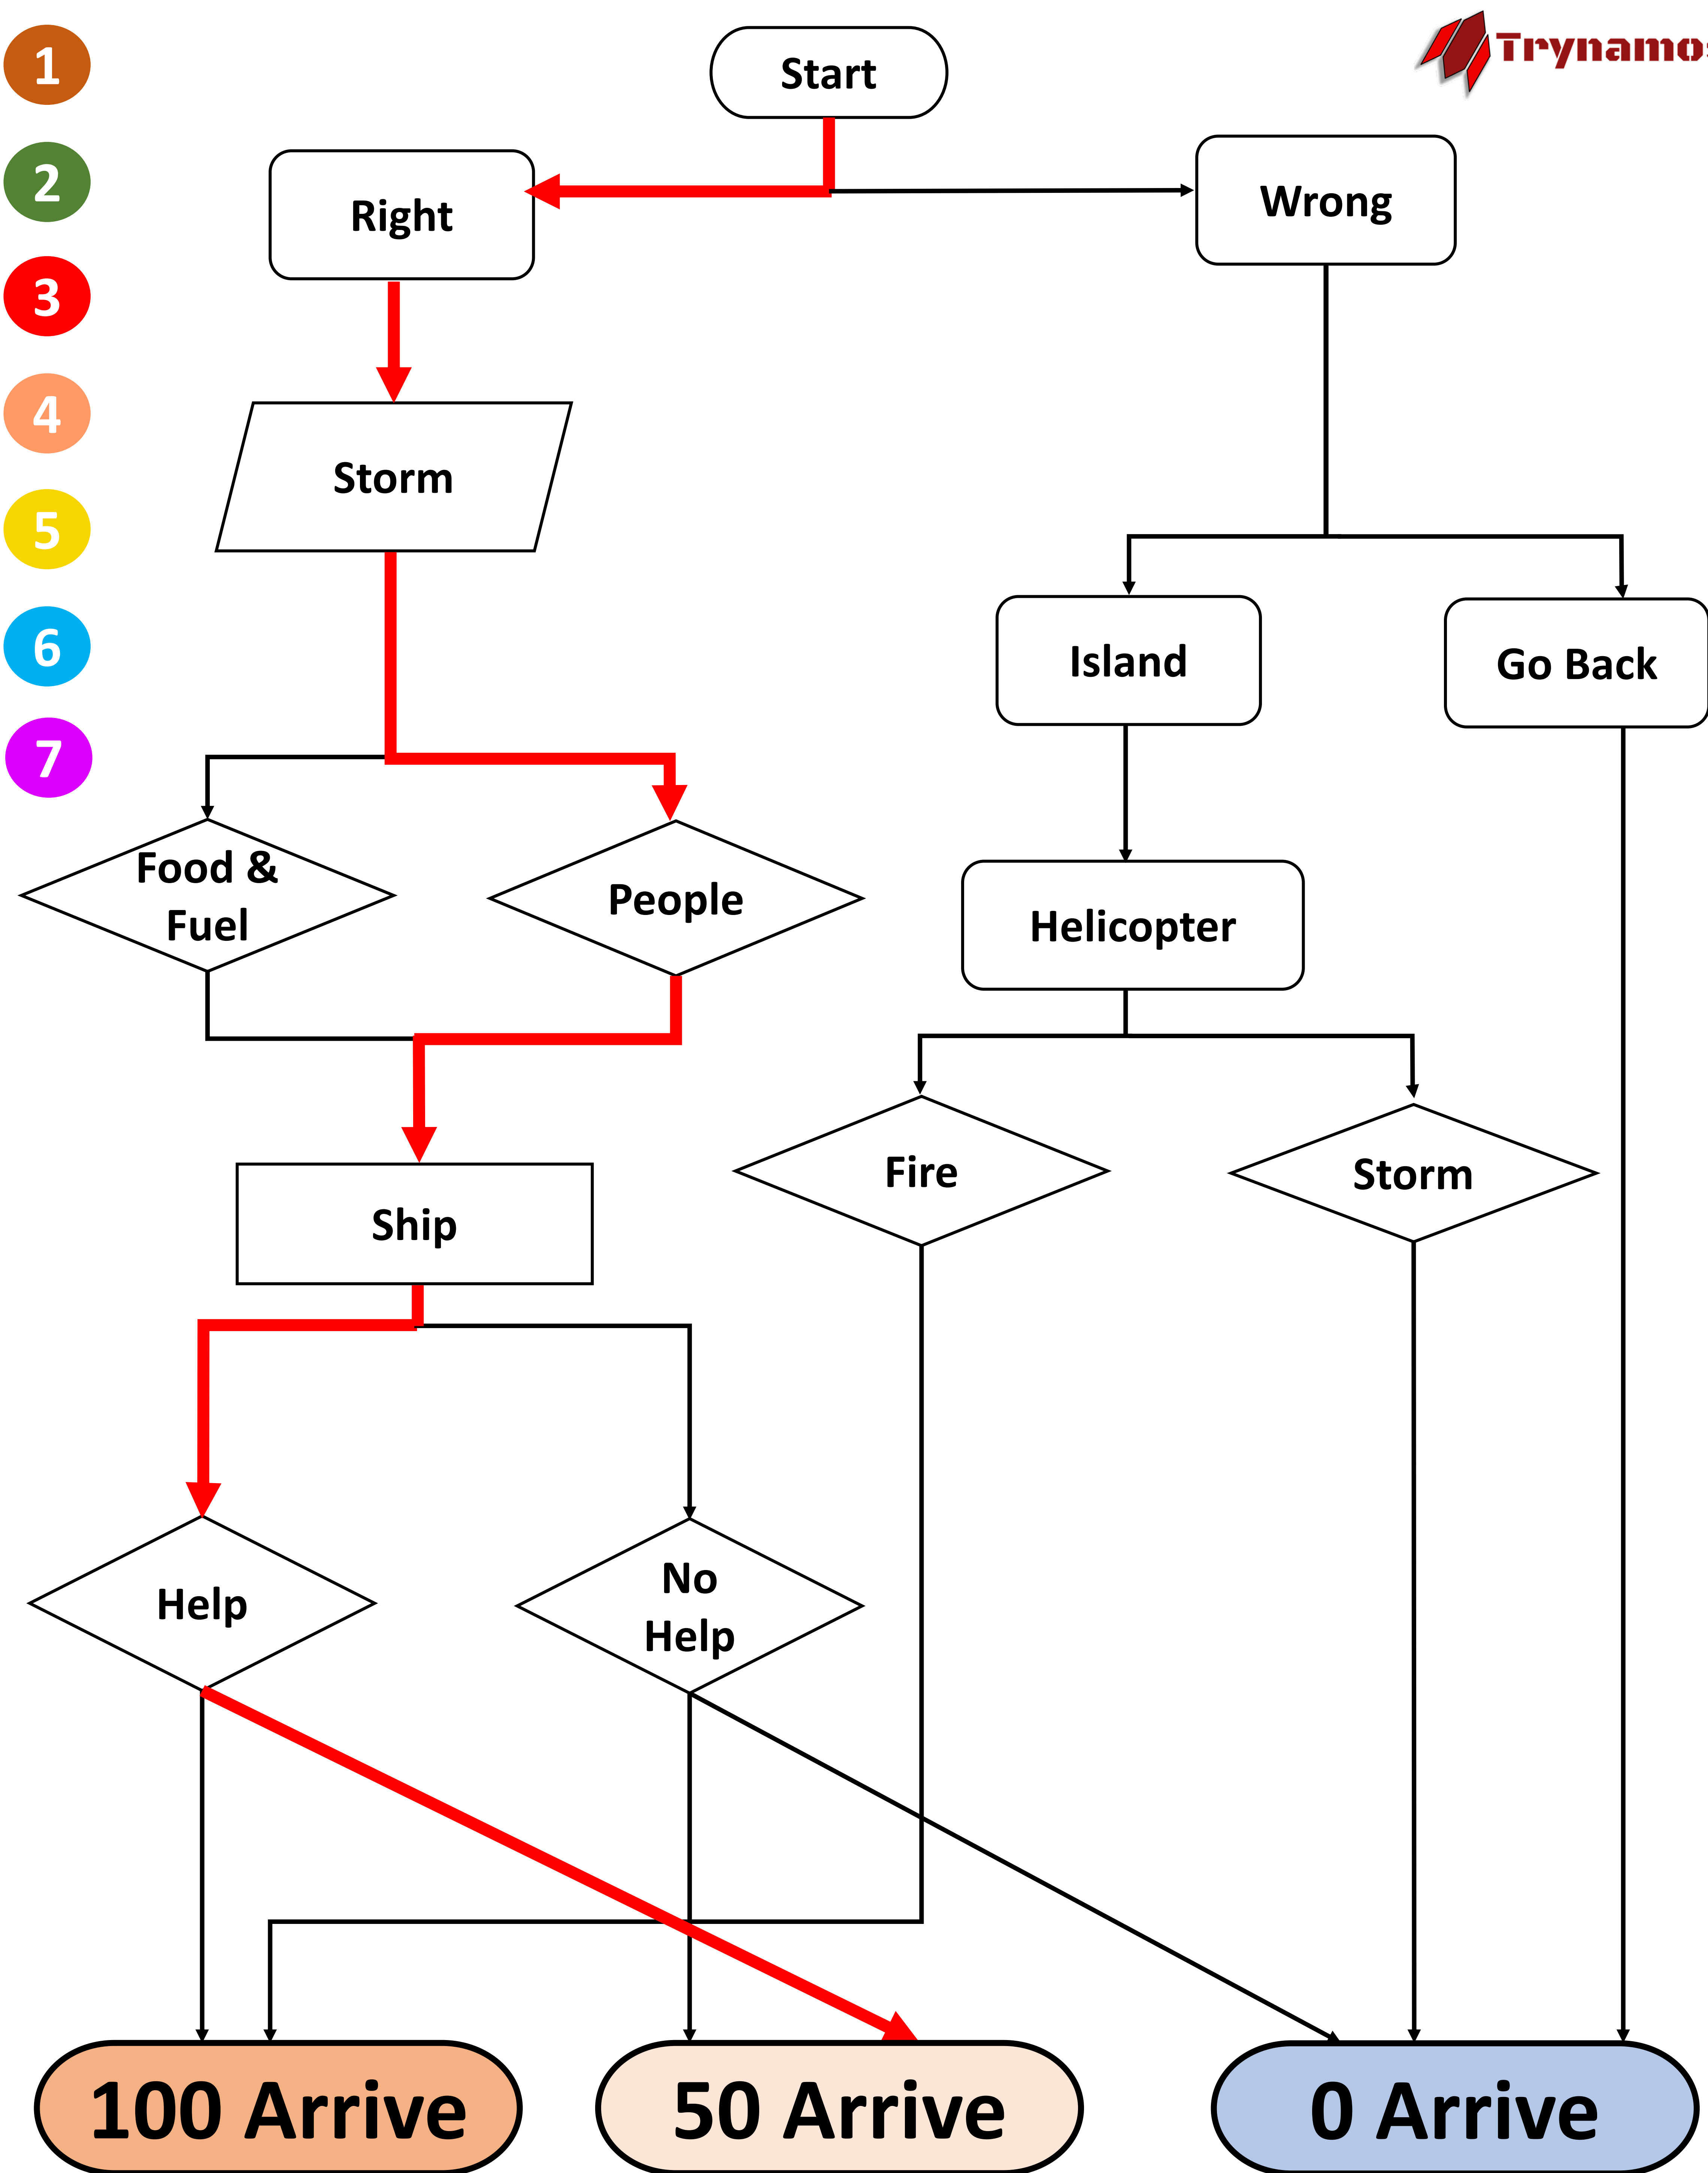 1
Start
Trynamo
2
Right
Wrong
3
4
Storm
5
6
Island
Go Back
7
Food &
Fuel
People
Helicopter
Fire
Storm
Ship
Help
No
Help
100 Arrive
50 Arrive
0 Arrive